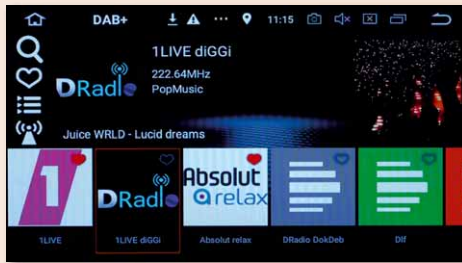 DAB+ 11:15
1LIVE diGGi
222.64MHz
PopMusic
DRadio
Juice WRLD - Lucid dreams
1
DRadio
Absolut
relax
1LIVE
1LIVE diGGi
Absolut relax
DRadio DokDeb
Dlf